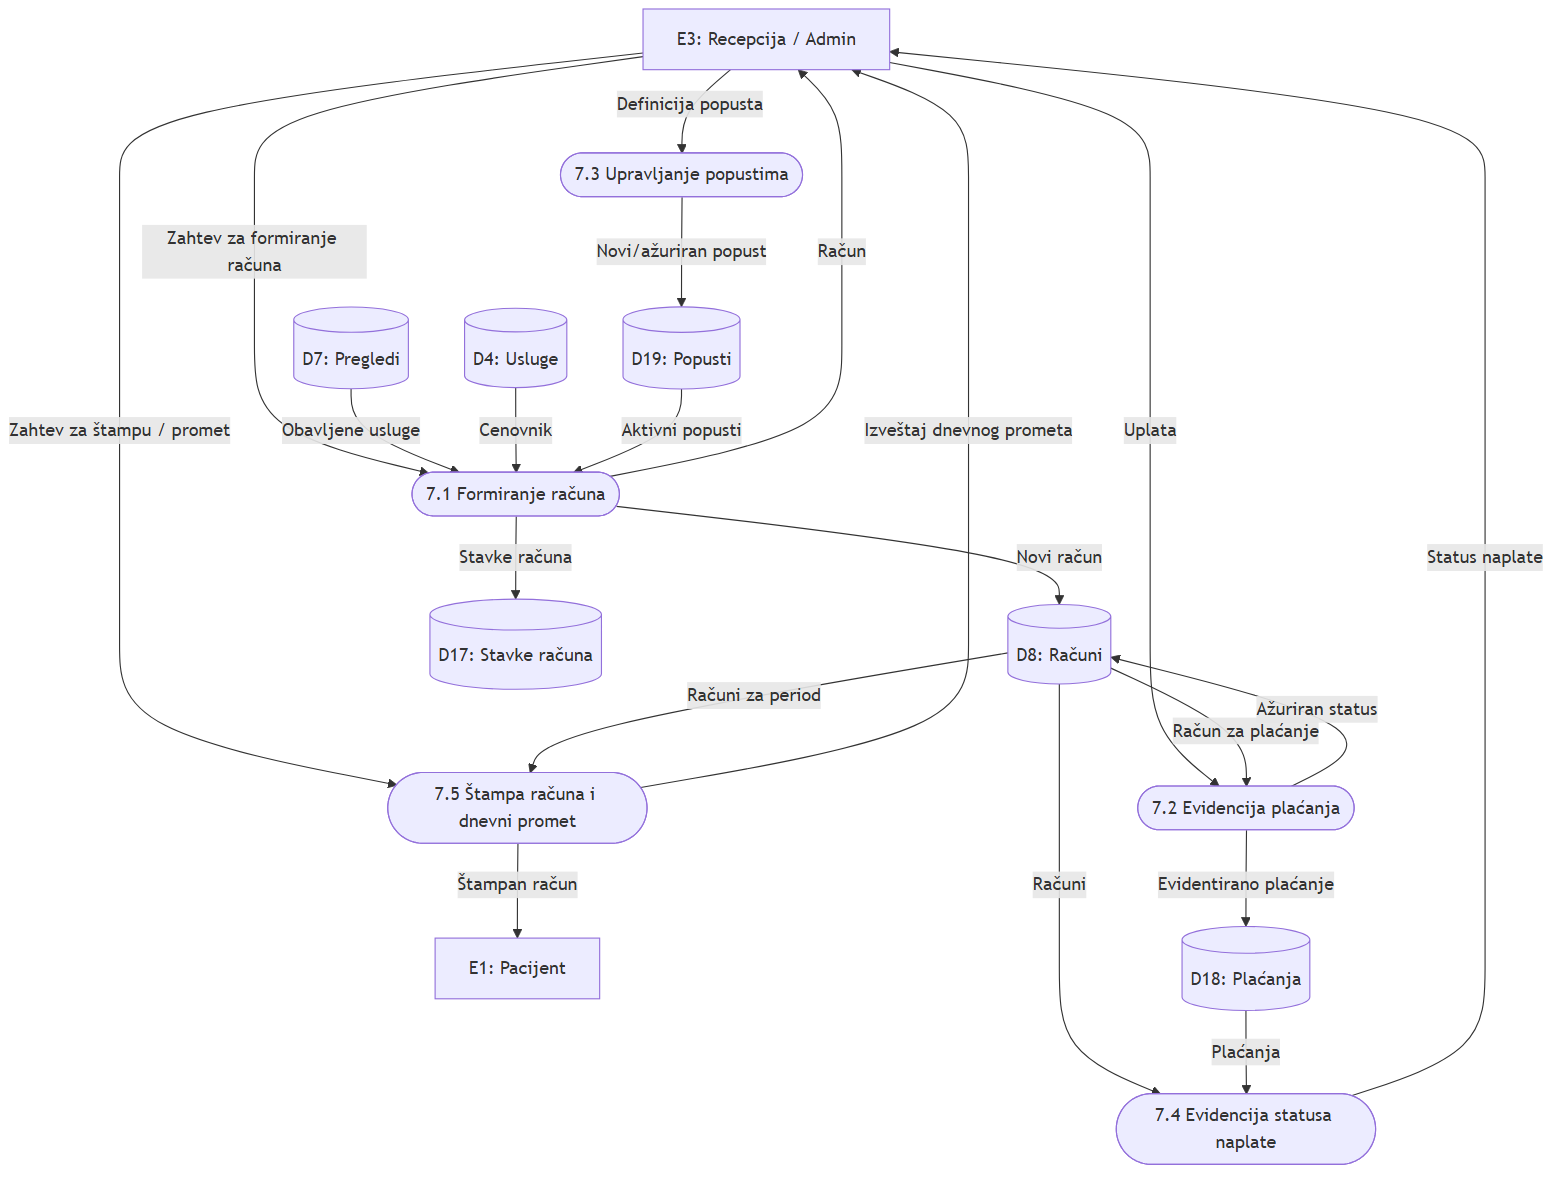 E3: Recepcija / Admin
Definicija popusta
7.3 Upravljanje popustima
Zahtev za formiranje
računa
Novi/ažuriran popust
Račun
D7: Pregledi
D4: Usluge
D19: Popusti
Zahtev za štampu / promet
Obavljene usluge
Cenovnik
Aktivni popusti
Izveštaj dnevnog prometa
Uplata
7.1 Formiranje računa
Stavke računa
Novi račun
Status naplate
D17: Stavke računa
D8: Računi
Računi za period
Ažuriran status
Račun za plaćanje
7.5 Štampa računa i
dnevni promet
7.2 Evidencija plaćanja
Štampan račun
Računi
Evidentirano plaćanje
E1: Pacijent
D18: Plaćanja
Plaćanja
7.4 Evidencija statusa
naplate